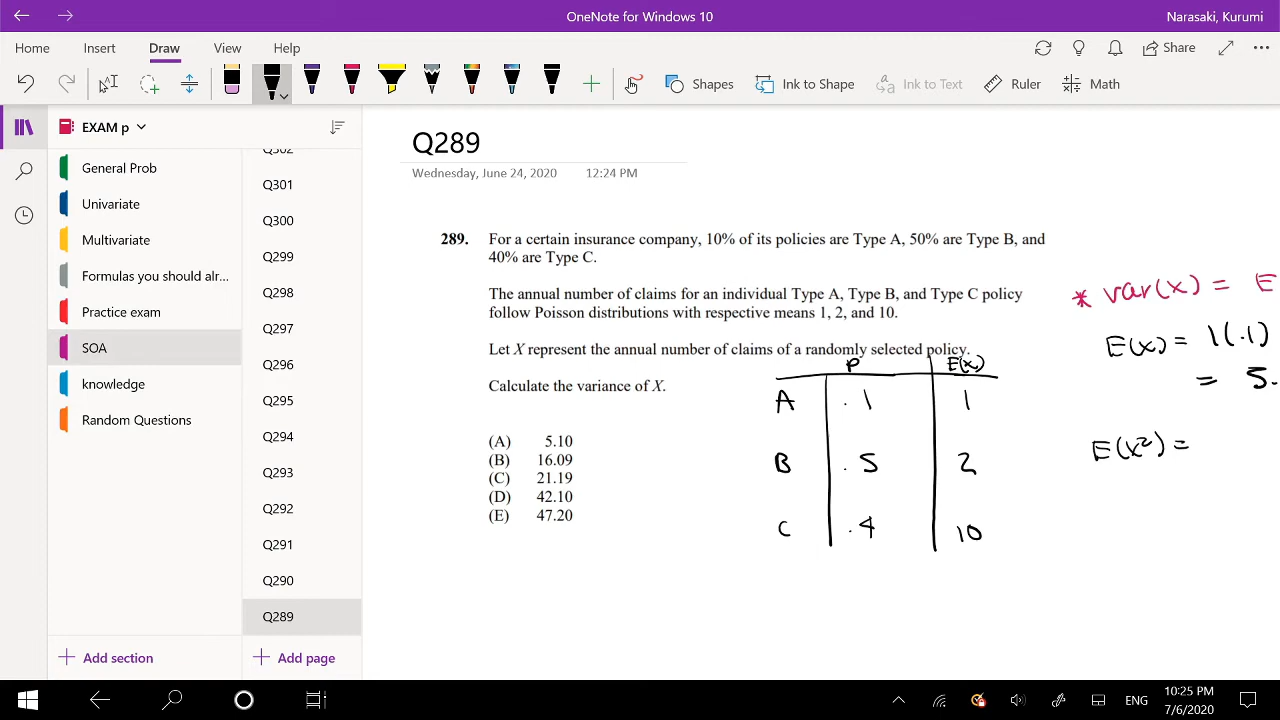 OneNote for Windows 10
Narasaki, Kurumi
Home Insert Draw View Help
Share
Shapes Ink to Shape Ink to Text Ruler Math
EXAM p
General Prob
Univariate
Multivariate
Formulas you should alr...
Practice exam
SOA
knowledge
Random Questions
Add section
Q302
Q301
Q300
Q299
Q298
Q297
Q296
Q295
Q294
Q293
Q292
Q291
Q290
Q289
Add page
Q289
Wednesday, June 24, 2020 12:24 PM
289. For a certain insurance company, 10% of its policies are Type A, 50% are Type B, and
40% are Type C.
The annual number of claims for an individual Type A, Type B, and Type C policy
follow Poisson distributions with respective means 1, 2, and 10.
Let X represent the annual number of claims of a randomly selected policy.
Calculate the variance of X.
(A) 5.10
(B) 16.09
(C) 21.19
(D) 42.10
(E) 47.20
P E(x)
A .1 1
B .5 2
C .4 10
* var(x) = E
E(x) = 1(.1)
= 5.
E(x²) =
ENG
10:25 PM
7/6/2020